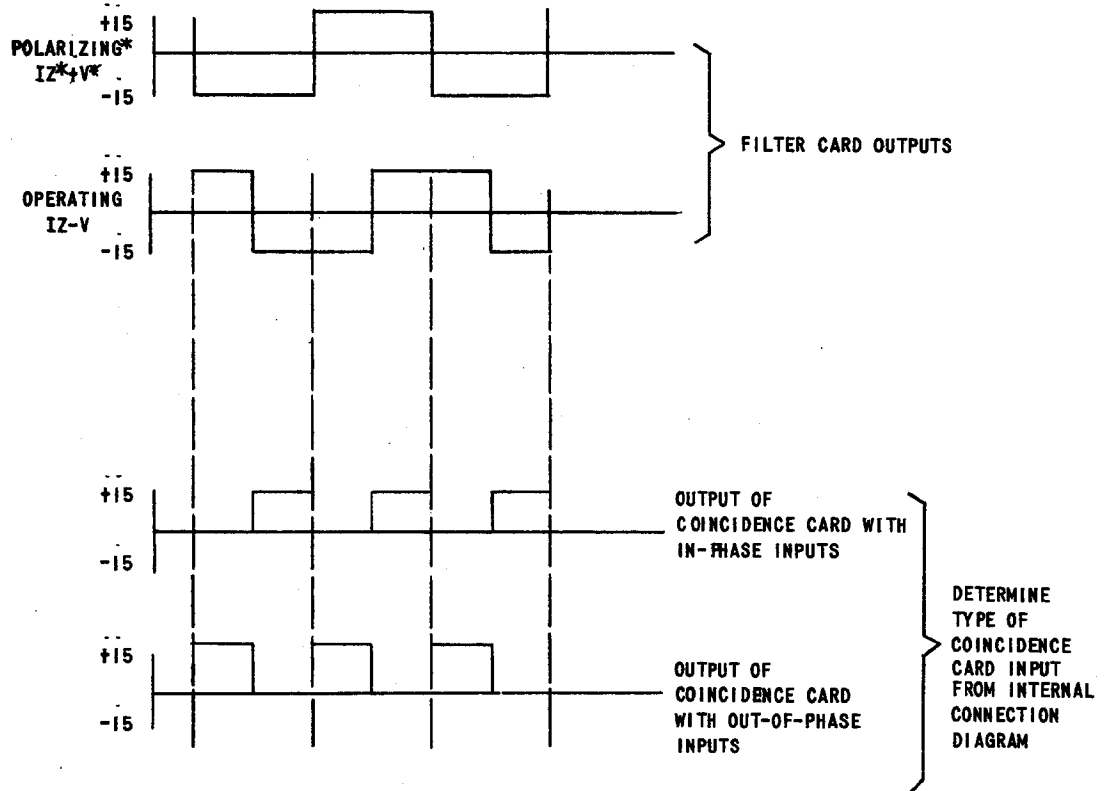 +15
POLARIZING*
IZ*+V*
-15
FILTER CARD OUTPUTS
+15
OPERATING
IZ-V
-15
+15
-15
OUTPUT OF
COINCIDENCE CARD WITH
IN-PHASE INPUTS
+15
-15
OUTPUT OF
COINCIDENCE CARD
WITH OUT-OF-PHASE
INPUTS
DETERMINE
TYPE OF
COINCIDENCE
CARD INPUT
FROM INTERNAL
CONNECTION
DIAGRAM